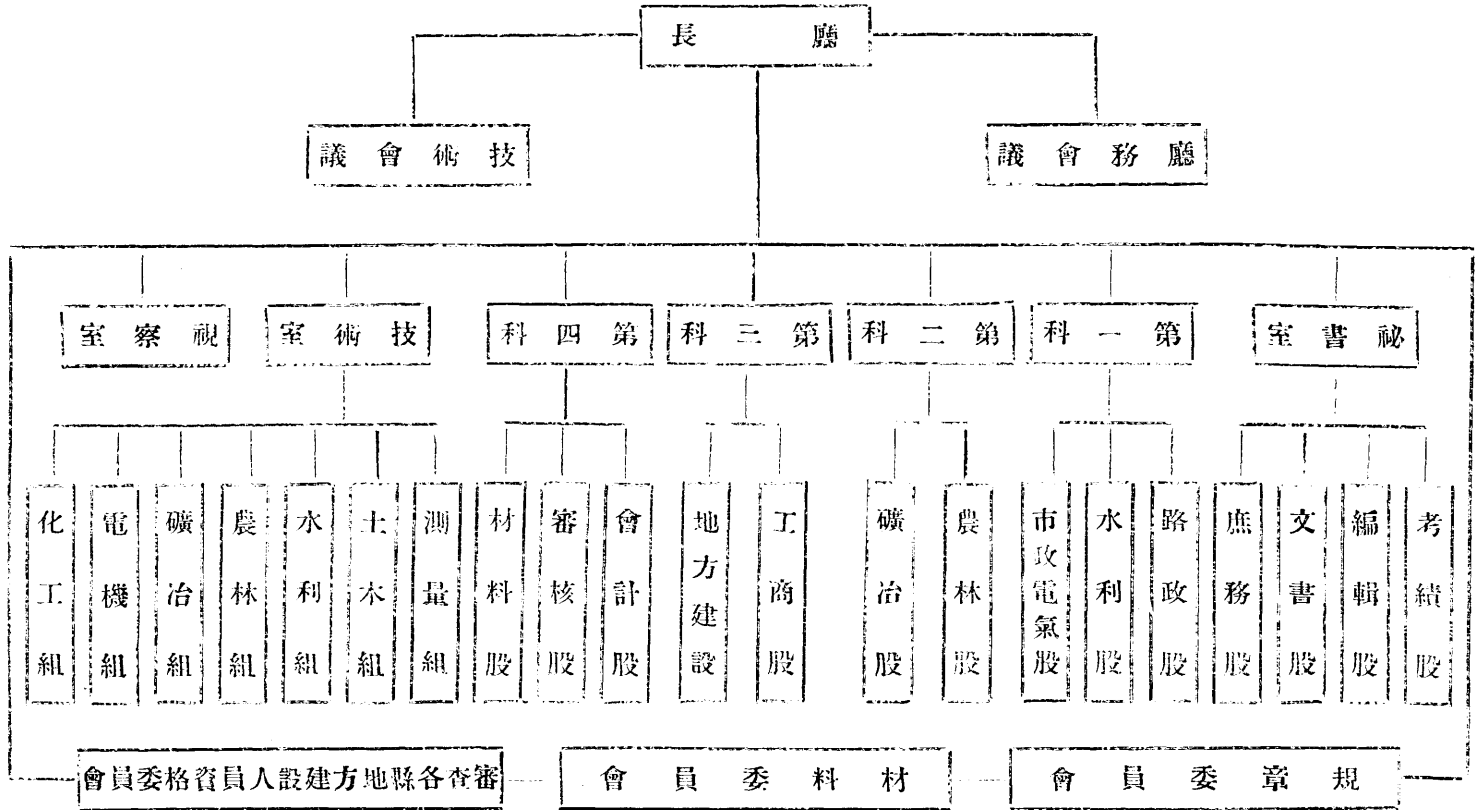 廳長
廳務會議
技術會議
祕書室
第一科
第二科
第三科
第四科
技術室
視察室
考績股
編輯股
文書股
庶務股
路政股
水利股
市政電氣股
農林股
礦冶股
工商股
地方建設
會計股
審核股
材料股
測量組
土木組
水利組
農林組
礦冶組
電機組
化工組
規章委員會
材料委員會
審查各縣地方建設人員資格委員會